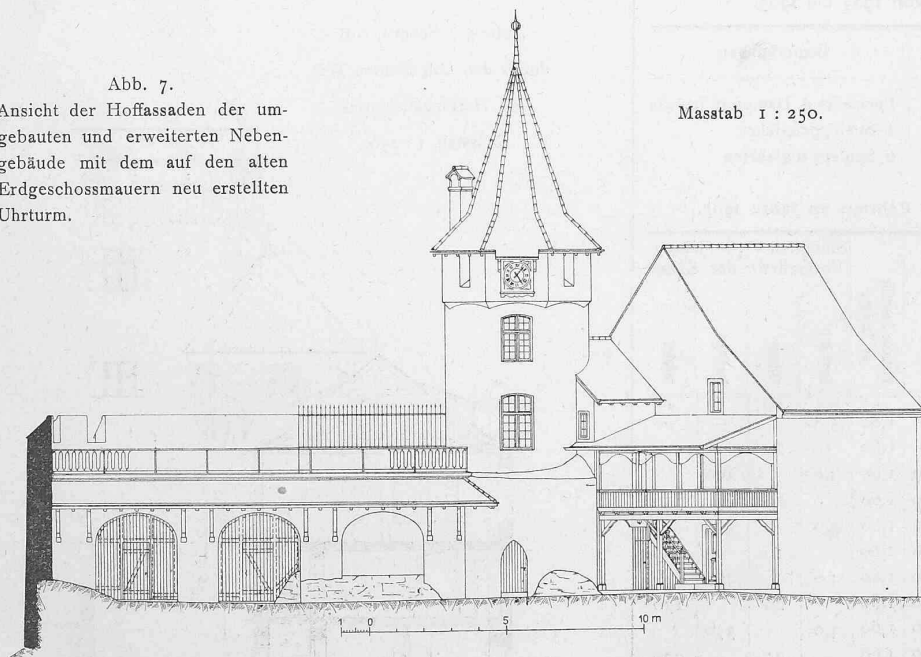 Abb. 7.
Ansicht der Hoffassaden der um-
gebauten und erweiterten Neben-
gebäude mit dem auf den alten
Erdgeschossmauern neu erstellten
Uhrturm.
Masstab 1 : 250.
1 0 5 10 m